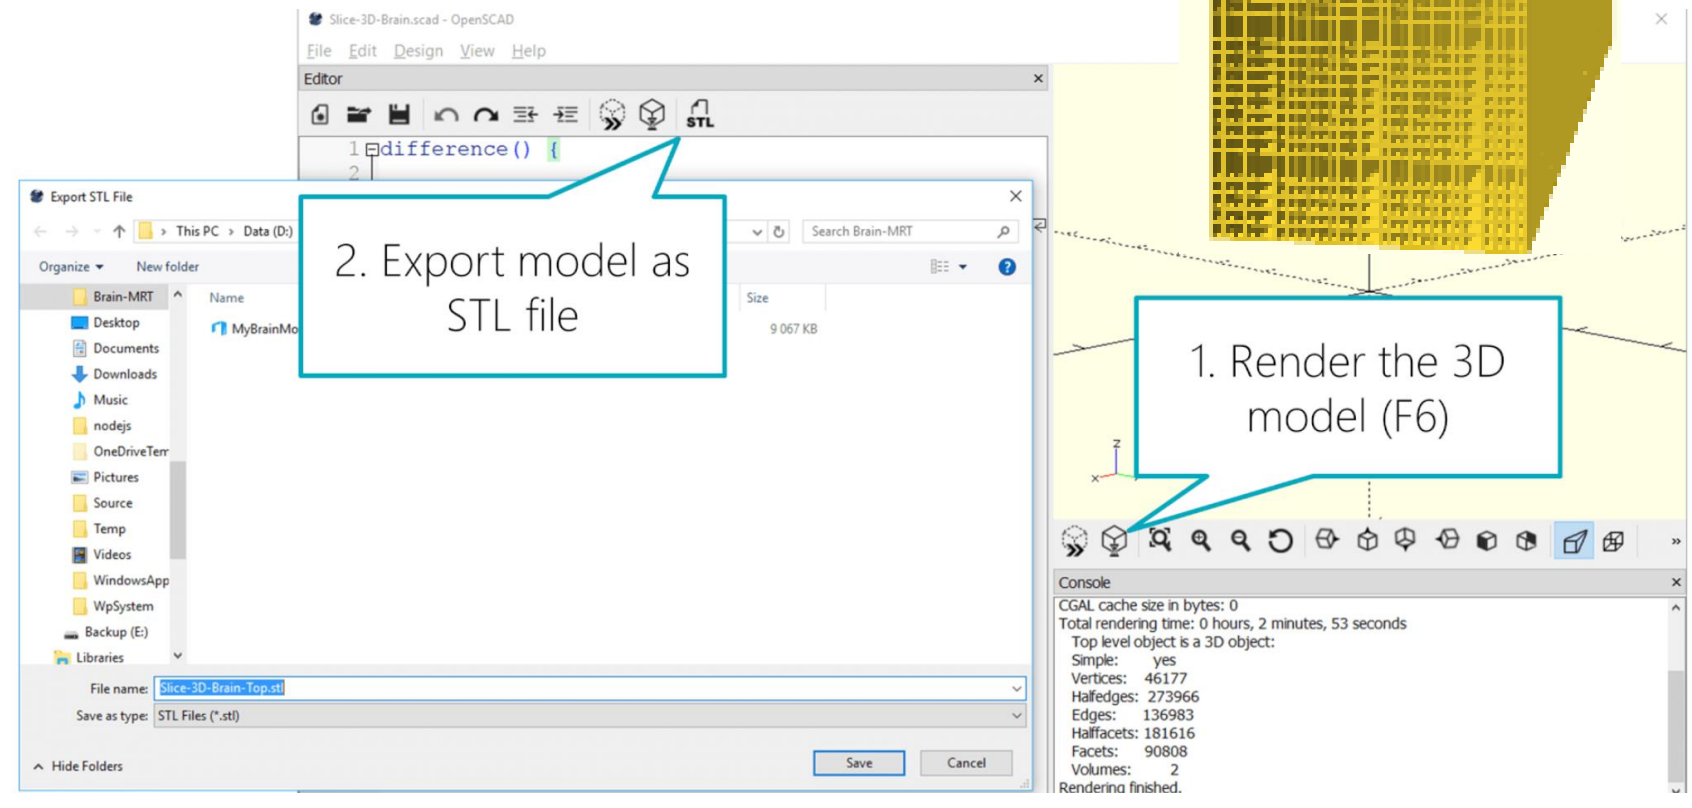 Slice-3D-Brain.scad - OpenSCAD
File Edit Design View Help
Editor
STL
1 difference() {
2
Export STL File
This PC > Data (D:)
Search Brain-MRT
Organize New folder
Name
Size
Brain-MRT
MyBrainMo
9 067 KB
Desktop
Documents
Downloads
Music
nodejs
OneDriveTem
Pictures
Source
Temp
Videos
WindowsApp
WpSystem
Backup (E:)
Libraries
File name: Slice-3D-Brain-Top.stl
Save as type: STL Files (*.stl)
Hide Folders
Save
Cancel
2. Export model as
STL file
1. Render the 3D
model (F6)
z
x
Console
CGAL cache size in bytes: 0
Total rendering time: 0 hours, 2 minutes, 53 seconds
Top level object is a 3D object:
Simple: yes
Vertices: 46177
Halfedges: 273966
Edges: 136983
Halffacets: 181616
Facets: 90808
Volumes: 2
Rendering finished.